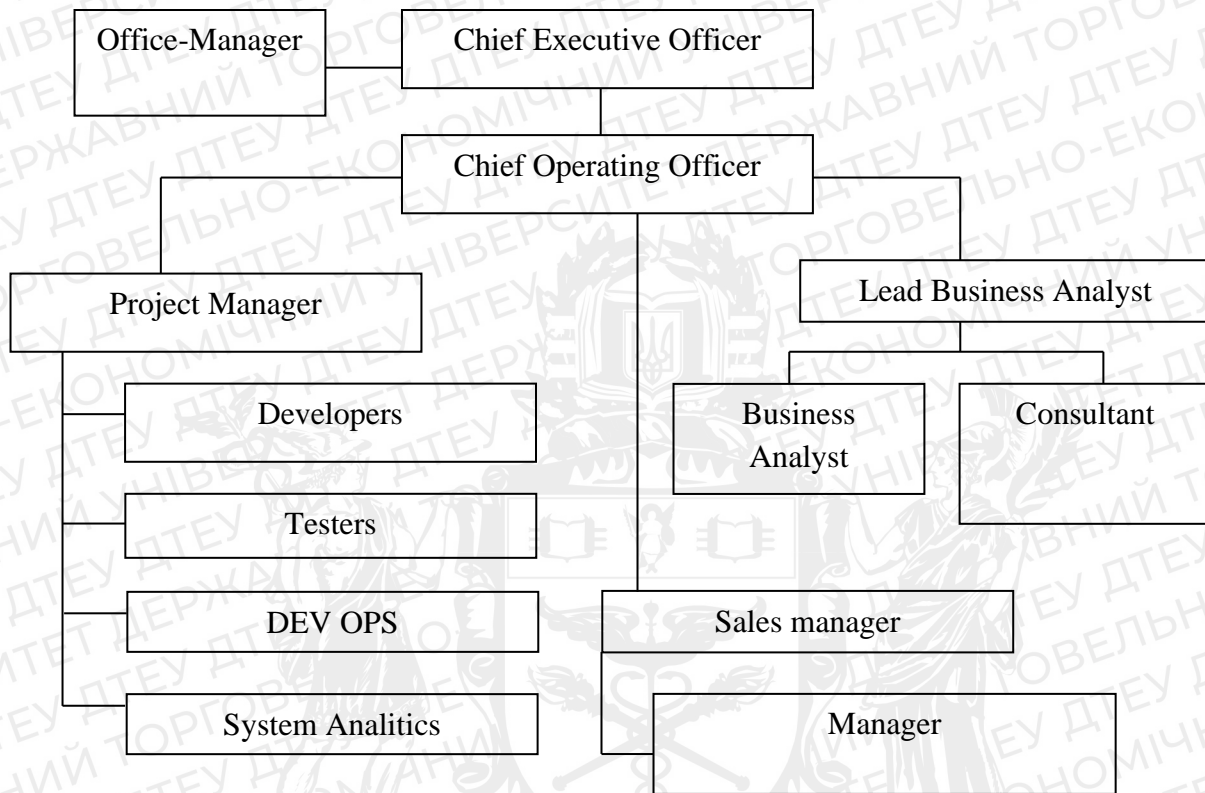 Office-Manager
Chief Executive Officer
Chief Operating Officer
Project Manager
Lead Business Analyst
Developers
Business
Analyst
Consultant
Testers
DEV OPS
Sales manager
System Analitics
Manager